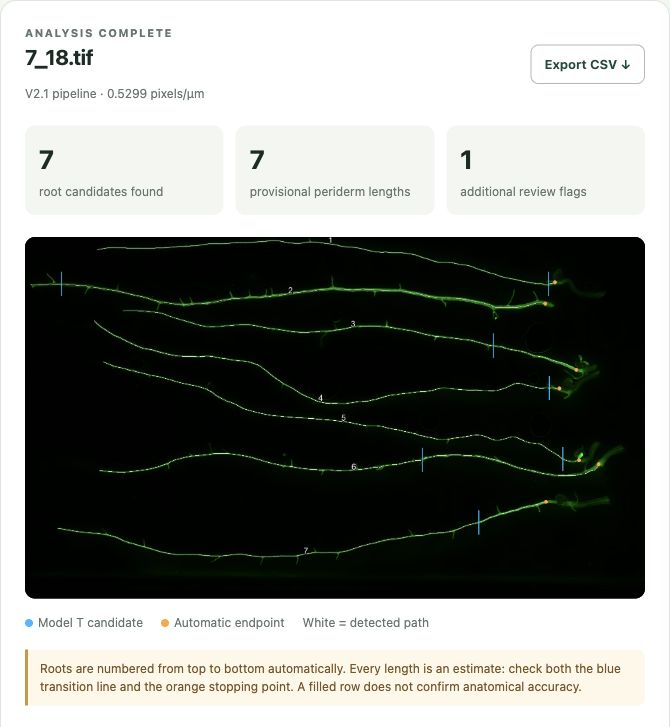 ANALYSIS COMPLETE
7_18.tif
Export CSV ↓
V2.1 pipeline · 0.5299 pixels/µm
7
root candidates found
7
provisional periderm lengths
1
additional review flags
1
2
3
4
5
6
7
Model T candidate
Automatic endpoint
White = detected path
Roots are numbered from top to bottom automatically. Every length is an estimate: check both the blue
transition line and the orange stopping point. A filled row does not confirm anatomical accuracy.